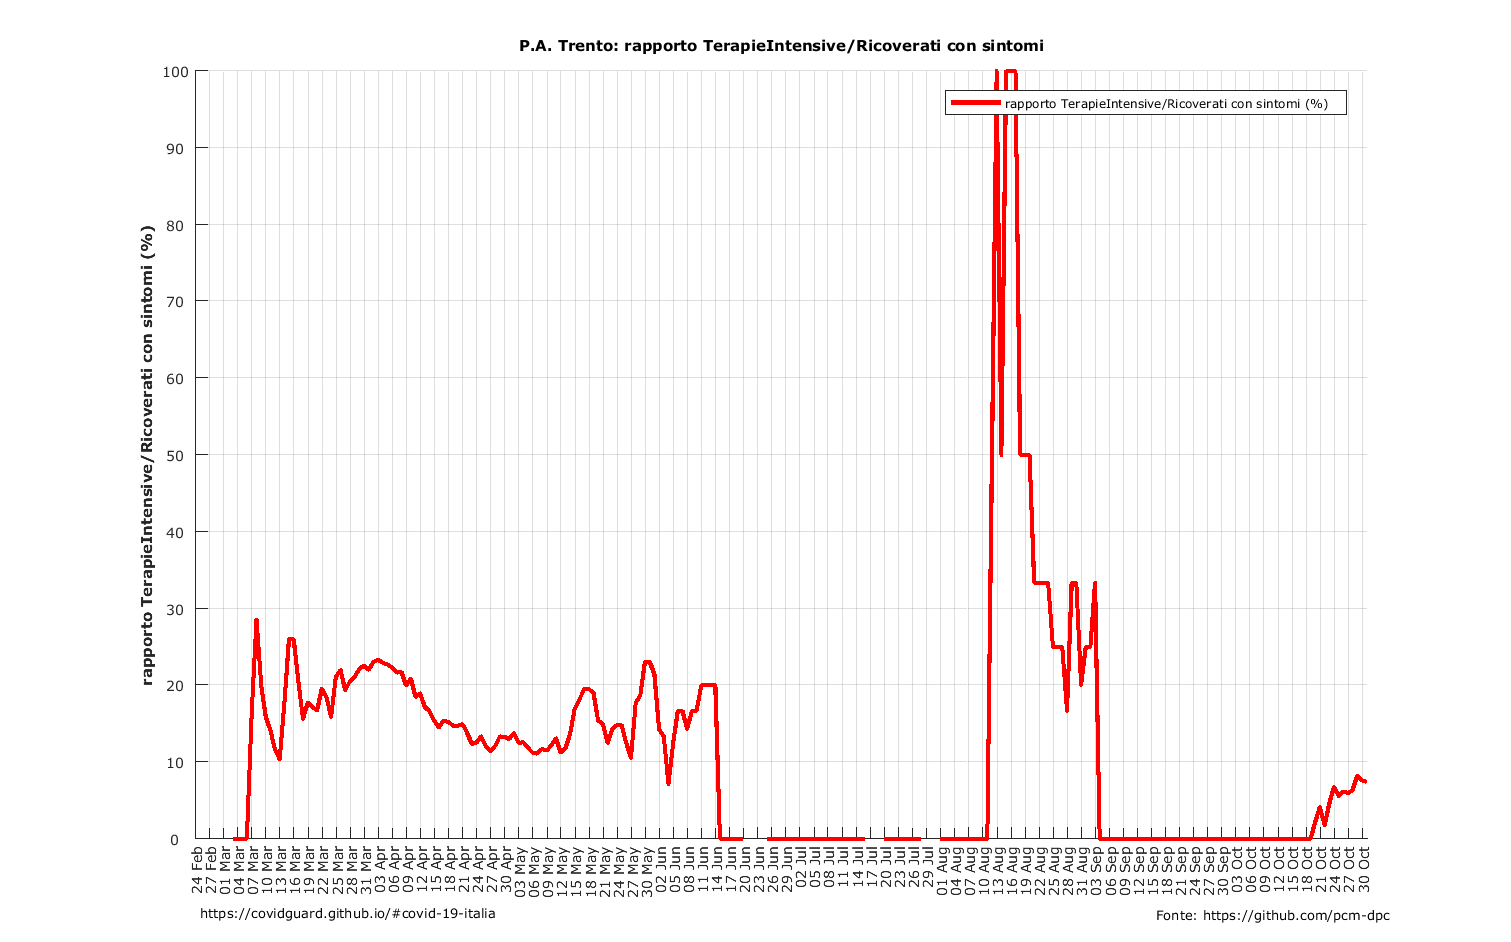 P.A. Trento: rapporto TerapieIntensive/Ricoverati con sintomi
rapporto TerapieIntensive/Ricoverati con sintomi (%)
rapporto TerapieIntensive/Ricoverati con sintomi (%)
100
90
80
70
60
50
40
30
20
10
0
24 Feb
27 Feb
01 Mar
04 Mar
07 Mar
10 Mar
13 Mar
16 Mar
19 Mar
22 Mar
25 Mar
28 Mar
31 Mar
03 Apr
06 Apr
09 Apr
12 Apr
15 Apr
18 Apr
21 Apr
24 Apr
27 Apr
30 Apr
03 May
06 May
09 May
12 May
15 May
18 May
21 May
24 May
27 May
30 May
02 Jun
05 Jun
08 Jun
11 Jun
14 Jun
17 Jun
20 Jun
23 Jun
26 Jun
29 Jun
02 Jul
05 Jul
08 Jul
11 Jul
14 Jul
17 Jul
20 Jul
23 Jul
26 Jul
29 Jul
01 Aug
04 Aug
07 Aug
10 Aug
13 Aug
16 Aug
19 Aug
22 Aug
25 Aug
28 Aug
31 Aug
03 Sep
06 Sep
09 Sep
12 Sep
15 Sep
18 Sep
21 Sep
24 Sep
27 Sep
30 Sep
03 Oct
06 Oct
09 Oct
12 Oct
15 Oct
18 Oct
21 Oct
24 Oct
27 Oct
30 Oct
https://covidguard.github.io/#covid-19-italia
Fonte: https://github.com/pcm-dpc